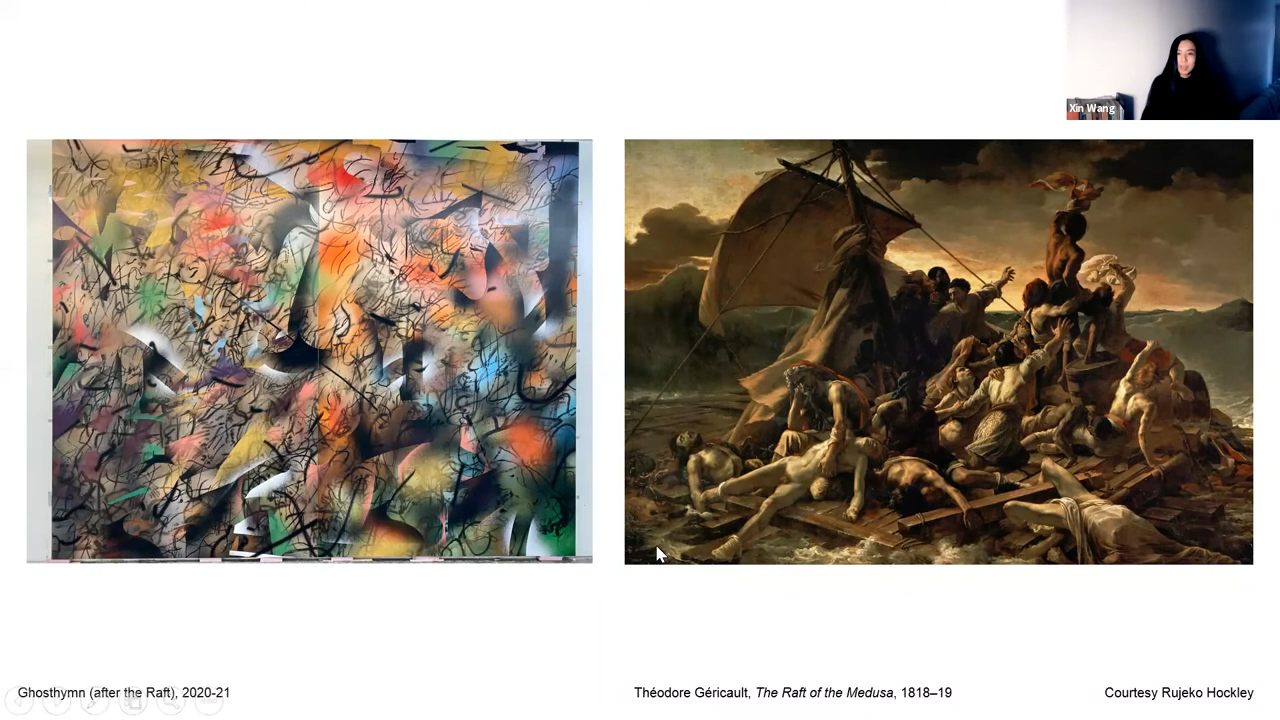 Xin Wang
Ghosthymn (after the Raft), 2020-21
Théodore Géricault, The Raft of the Medusa, 1818–19
Courtesy Rujeko Hockley